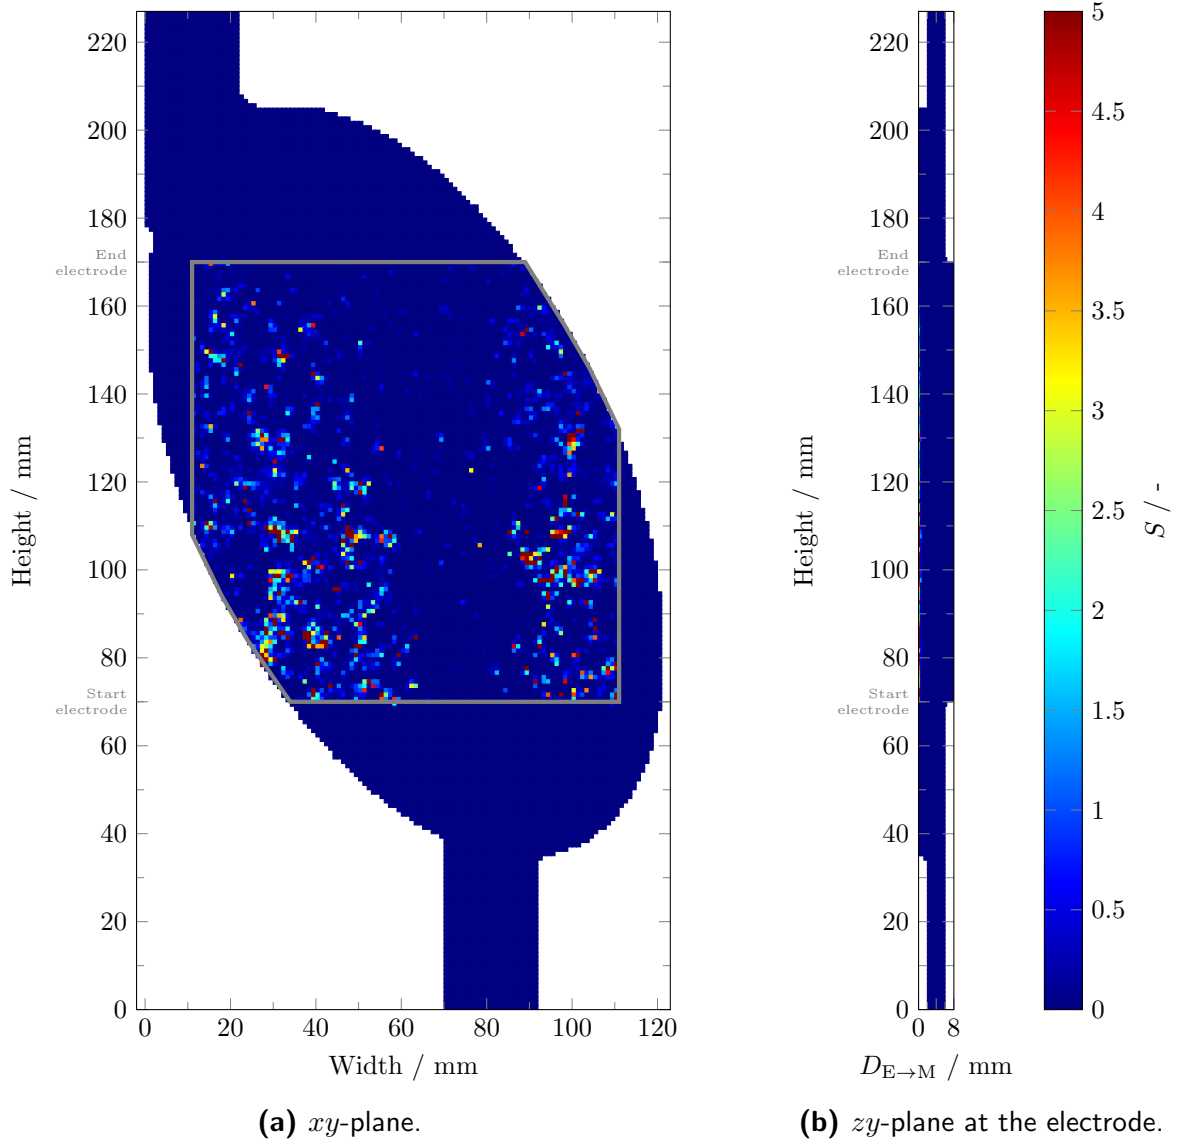 220
200
180
End
electrode
160
140
120
100
80
Start
electrode
60
40
20
0
Height / mm
0 20 40 60 80 100 120
Width / mm
(a) xy-plane.
220
200
180
End
electrode
160
140
120
100
80
Start
electrode
60
40
20
0
Height / mm
0 8
D_E→M / mm
(b) zy-plane at the electrode.
5
4.5
4
3.5
3
2.5
2
1.5
1
0.5
0
S / -